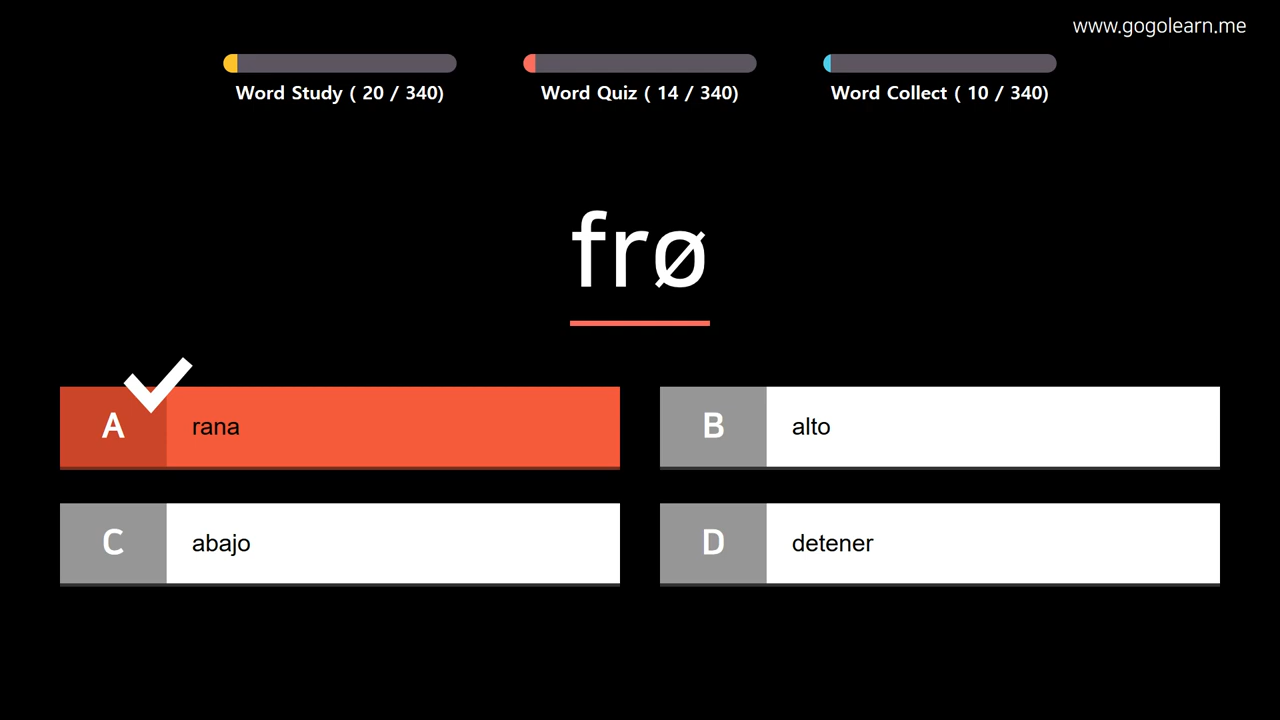 www.gogolearn.me
Word Study ( 20 / 340)
Word Quiz ( 14 / 340)
Word Collect ( 10 / 340)
frø
A rana
B alto
C abajo
D detener